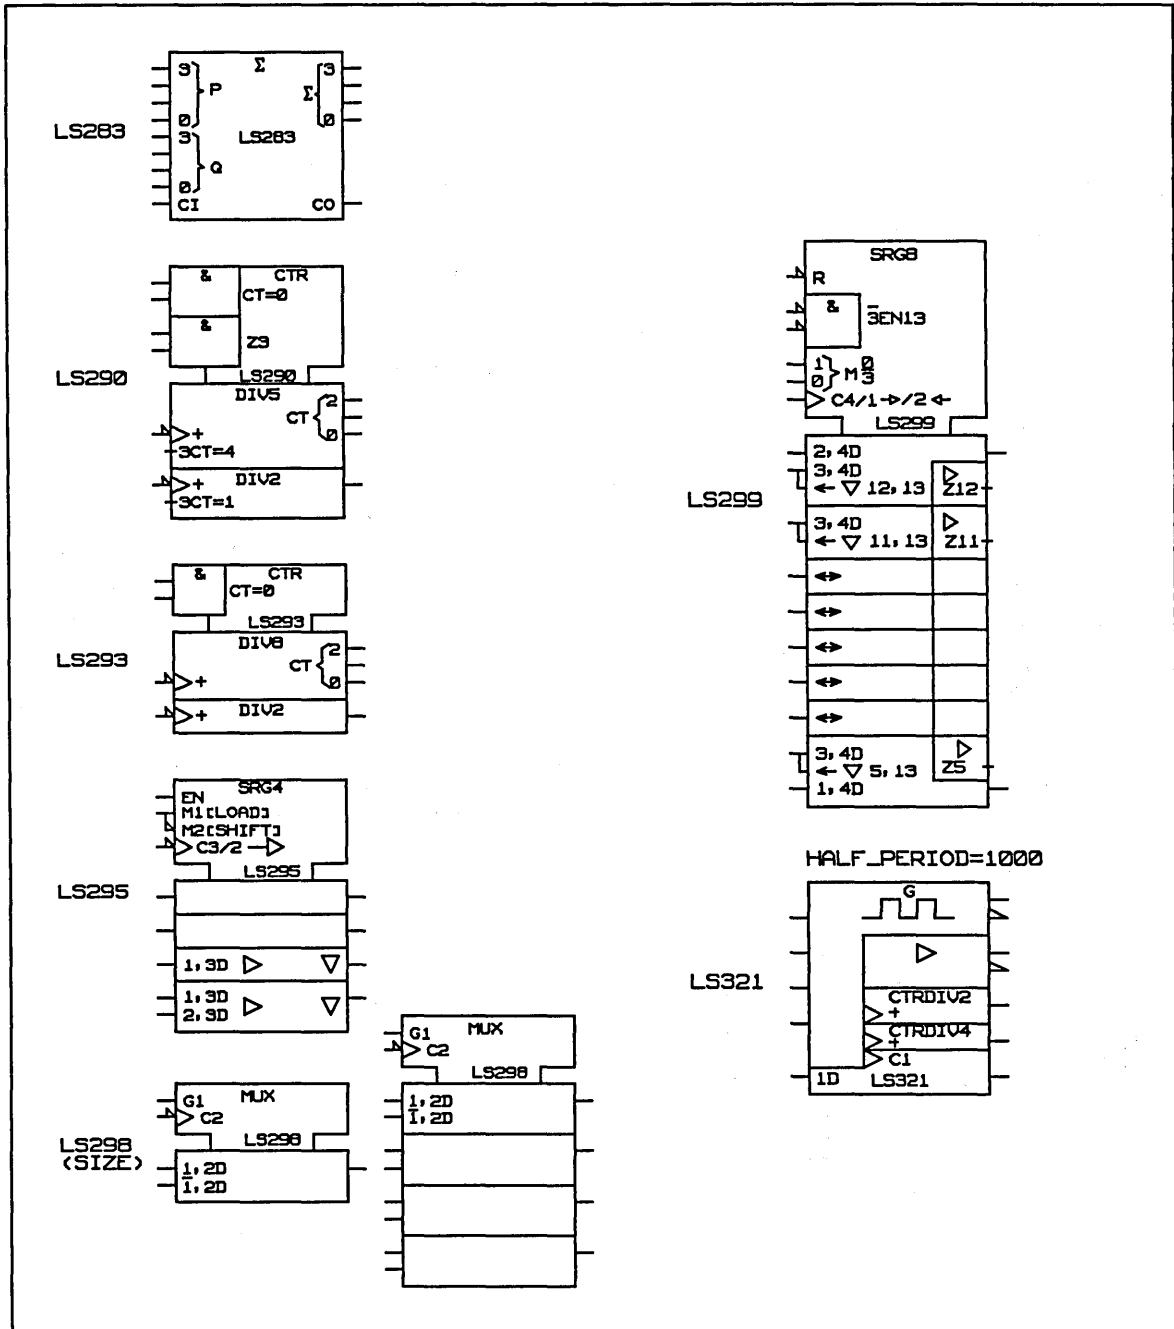 LS283
Σ
3
P
0
3
Q
0
CI
3
Σ
0
LS283
CO
LS290
&
CTR
CT=0
&
Z3
LS290
DIV5
2
CT
0
+
3CT=4
DIV2
+
3CT=1
LS293
&
CTR
CT=0
LS293
DIV8
2
CT
0
+
DIV2
+
LS295
SRG4
EN
M1[LOAD]
M2[SHIFT]
C3/2
LS295
1,3D
1,3D
2,3D
LS298
(SIZE)
G1
MUX
C2
LS298
1,2D
1̅,2D
G1
MUX
C2
LS298
1,2D
1̅,2D
LS299
SRG8
R
&
3̅EN13
1
0
M 0/3
C4/1→/2←
LS299
2,4D
3,4D
← ▽ 12,13
Z12
3,4D
← ▽ 11,13
Z11
↔
↔
↔
↔
↔
3,4D
← ▽ 5,13
Z5
1,4D
HALF_PERIOD=1000
LS321
G
CTRDIV2
+
CTRDIV4
+
C1
1D
LS321